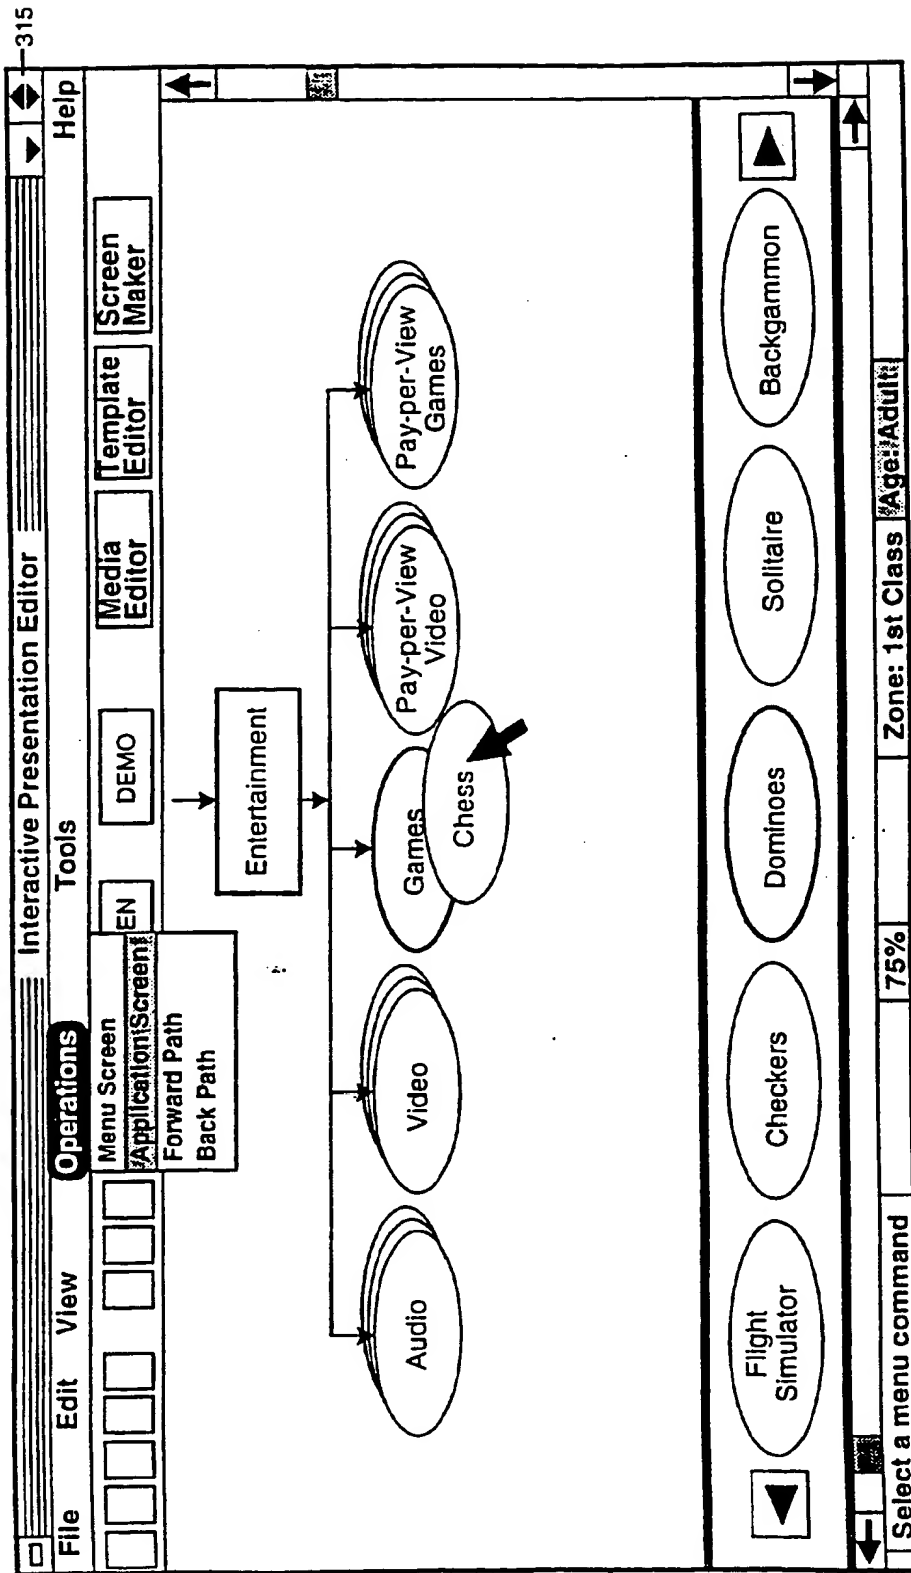 315
Interactive Presentation Editor
File Edit View Operations Tools Help
Menu Screen
Application Screen
Forward Path
Back Path
EN
DEMO
Media
Editor
Template
Editor
Screen
Maker
Entertainment
Audio
Video
Games
Chess
Pay-per-View
Video
Pay-per-View
Games
Flight
Simulator
Checkers
Dominoes
Solitaire
Backgammon
Select a menu command 75% Zone: 1st Class Age: Adult